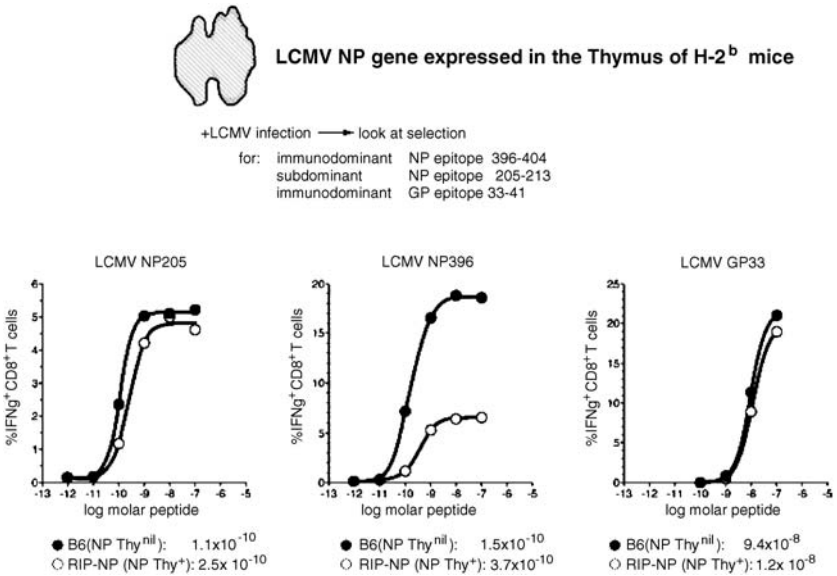 LCMV NP gene expressed in the Thymus of H-2b mice
+LCMV infection → look at selection
for: immunodominant NP epitope 396-404
subdominant NP epitope 205-213
immunodominant GP epitope 33-41
LCMV NP205
%IFNg+CD8+T cells
6
5
4
3
2
1
0
-13 -12 -11 -10 -9 -8 -7 -6 -5
log molar peptide
● B6(NP Thynil): 1.1x10-10
○ RIP-NP (NP Thy+): 2.5x 10-10
LCMV NP396
%IFNg+CD8+T cells
20
15
10
5
0
-13 -12 -11 -10 -9 -8 -7 -6 -5
log molar peptide
● B6(NP Thynil): 1.5x10-10
○ RIP-NP (NP Thy+): 3.7x10-10
LCMV GP33
%IFNg+CD8+T cells
25
20
15
10
5
0
-13 -12 -11 -10 -9 -8 -7 -6 -5
log molar peptide
● B6(NP Thynil): 9.4x10-8
○ RIP-NP (NP Thy+): 1.2x 10-8